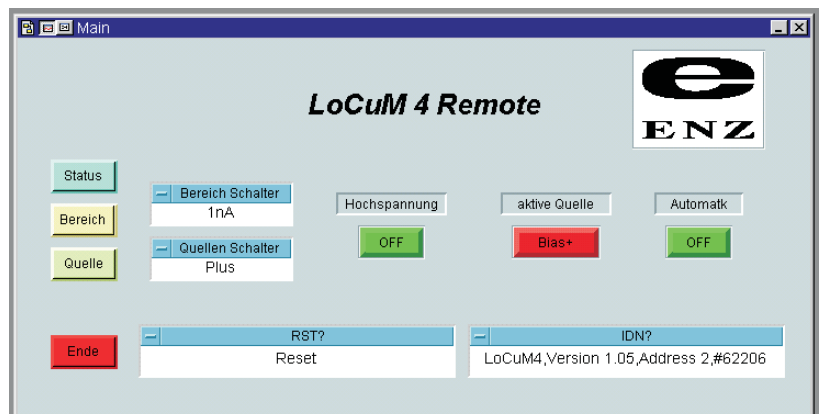 Main
LoCuM 4 Remote
e
ENZ
Status
Bereich
Quelle
Bereich Schalter
1nA
Quellen Schalter
Plus
Hochspannung
OFF
aktive Quelle
Bias+
Automatk
OFF
Ende
RST?
Reset
IDN?
LoCuM4,Version 1.05,Address 2,#62206